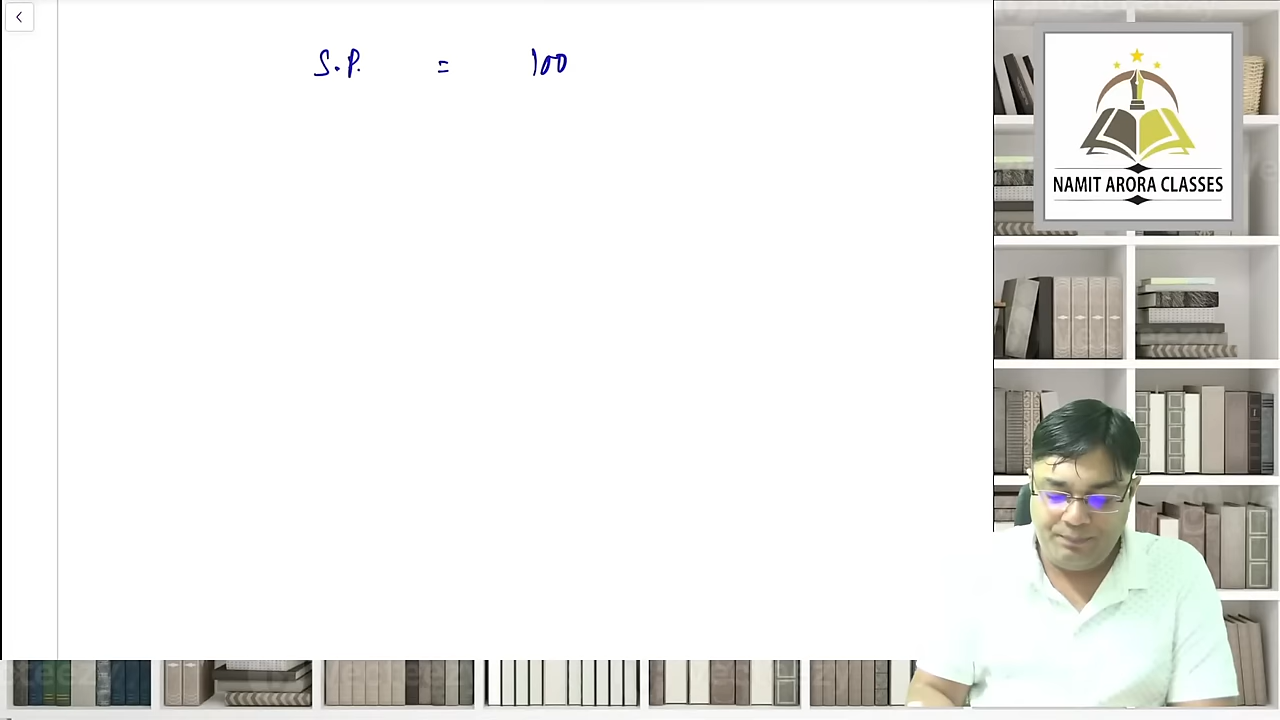 S.P. = 100
NAMIT ARORA CLASSES